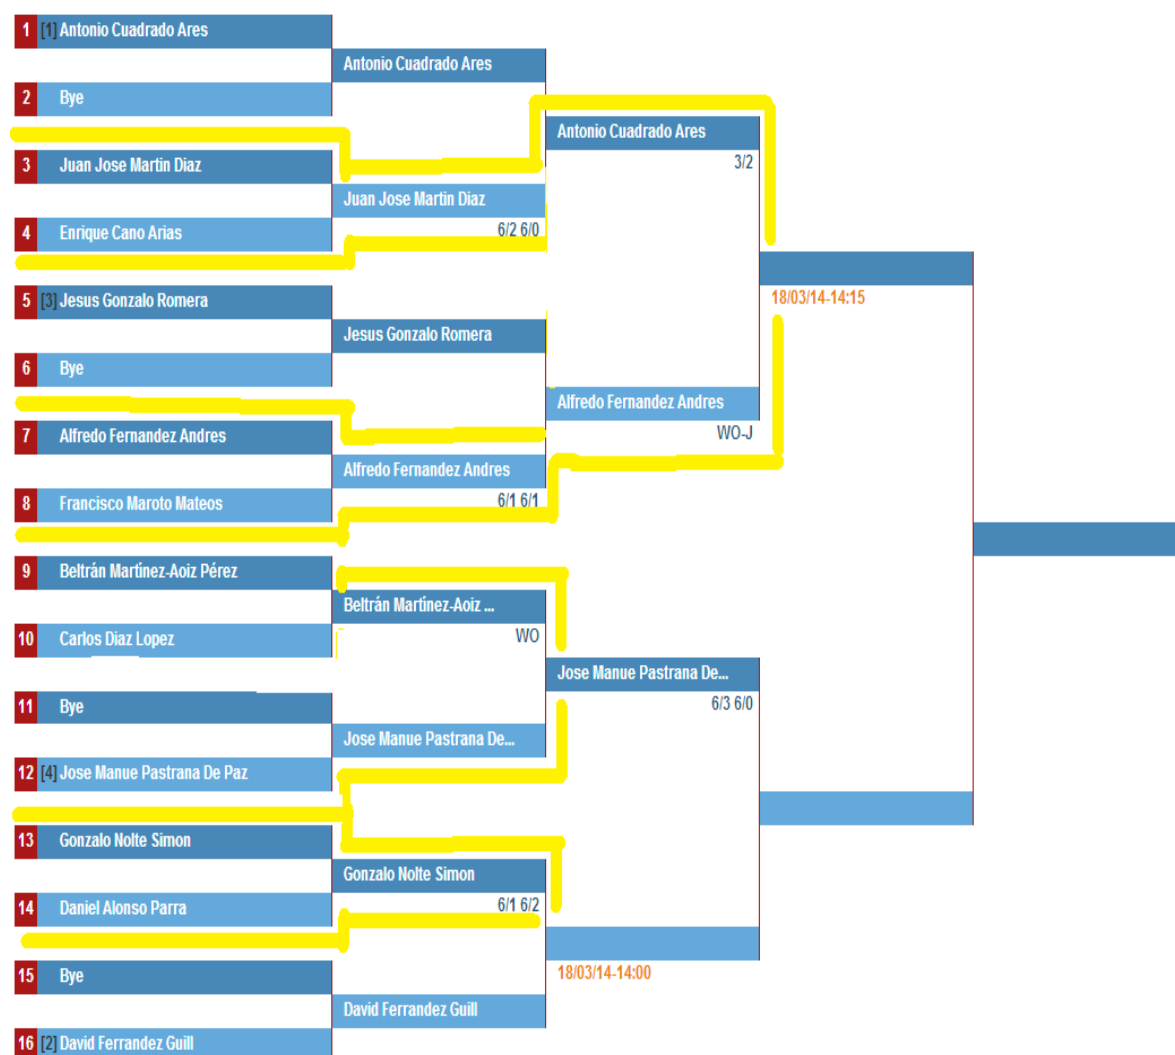 1 [1] Antonio Cuadrado Ares
Antonio Cuadrado Ares
2 Bye
Antonio Cuadrado Ares
3/2
3 Juan Jose Martin Diaz
Juan Jose Martin Diaz
6/2 6/0
4 Enrique Cano Arias
18/03/14-14:15
5 [3] Jesus Gonzalo Romera
Jesus Gonzalo Romera
6 Bye
Alfredo Fernandez Andres
WO-J
7 Alfredo Fernandez Andres
Alfredo Fernandez Andres
6/1 6/1
8 Francisco Maroto Mateos
9 Beltrán Martínez-Aoiz Pérez
Beltrán Martínez-Aoiz ...
WO
10 Carlos Diaz Lopez
Jose Manue Pastrana De...
6/3 6/0
11 Bye
Jose Manue Pastrana De...
12 [4] Jose Manue Pastrana De Paz
13 Gonzalo Nolte Simon
Gonzalo Nolte Simon
6/1 6/2
14 Daniel Alonso Parra
18/03/14-14:00
15 Bye
David Ferrandez Guill
16 [2] David Ferrandez Guill